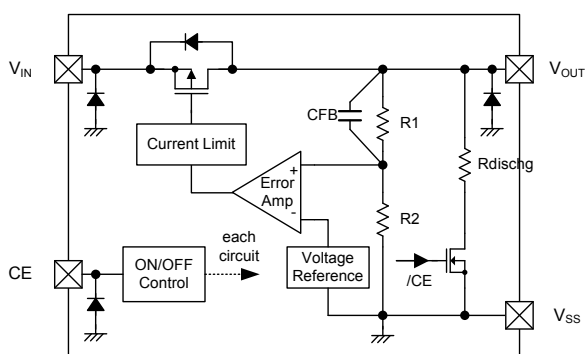 VIN
VOUT
CFB
R1
Current Limit
Rdischg
+
Error
Amp
-
R2
each
circuit
CE
ON/OFF
Control
Voltage
Reference
/CE
VSS